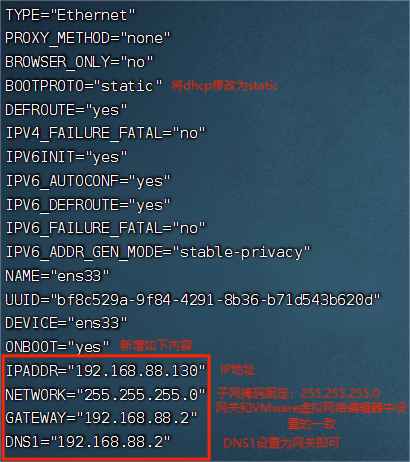 TYPE="Ethernet"
PROXY_METHOD="none"
BROWSER_ONLY="no"
BOOTPROTO="static" 将dhcp修改为static
DEFROUTE="yes"
IPV4_FAILURE_FATAL="no"
IPV6INIT="yes"
IPV6_AUTOCONF="yes"
IPV6_DEFROUTE="yes"
IPV6_FAILURE_FATAL="no"
IPV6_ADDR_GEN_MODE="stable-privacy"
NAME="ens33"
UUID="bf8c529a-9f84-4291-8b36-b71d543b620d"
DEVICE="ens33"
ONBOOT="yes" 新增如下内容
IPADDR="192.168.88.130" IP地址
NETWORK="255.255.255.0" 子网掩码固定：255.255.255.0
GATEWAY="192.168.88.2" 网关和VMware虚拟网络编辑器中设
置的一致
DNS1="192.168.88.2" DNS1设置为网关即可